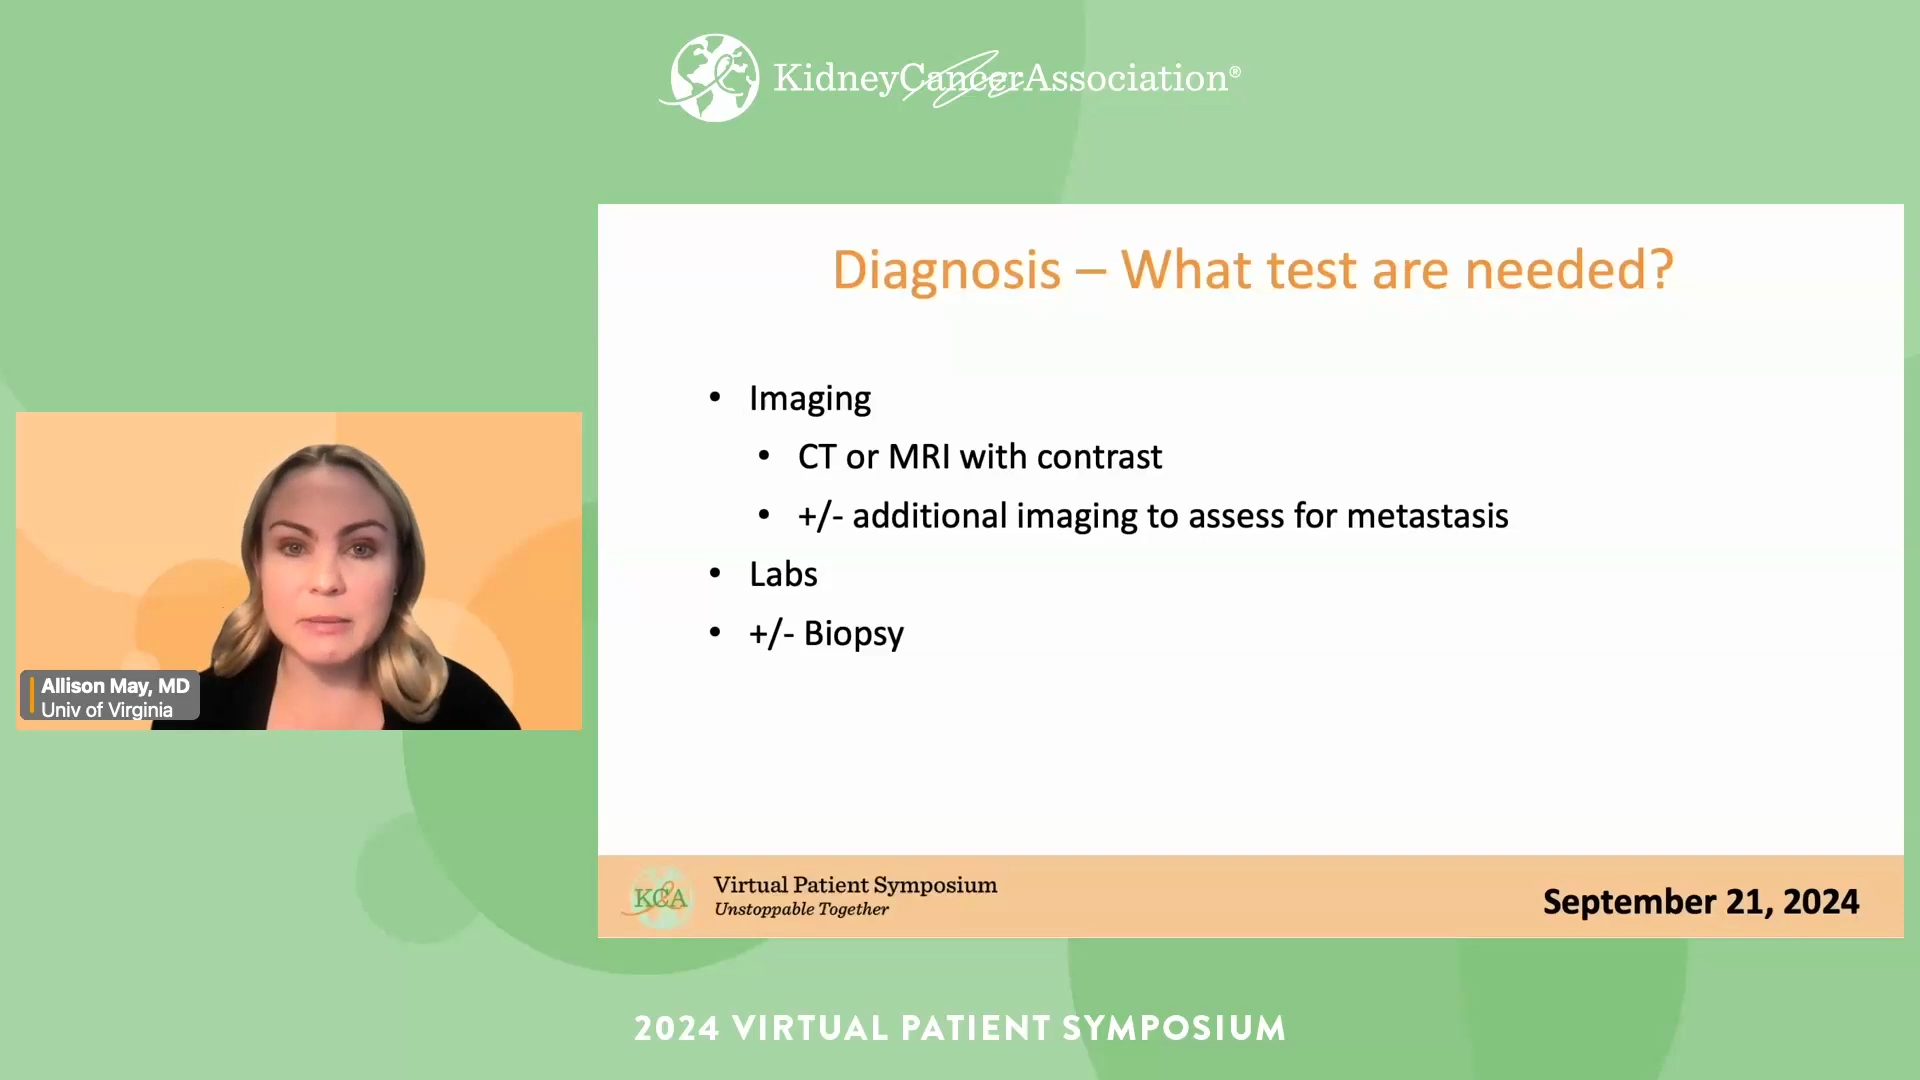 KidneyCancerAssociation®
Diagnosis – What test are needed?
• Imaging
• CT or MRI with contrast
• +/- additional imaging to assess for metastasis
• Labs
• +/- Biopsy
Allison May, MD
Univ of Virginia
KCA
Virtual Patient Symposium
Unstoppable Together
September 21, 2024
2024 VIRTUAL PATIENT SYMPOSIUM